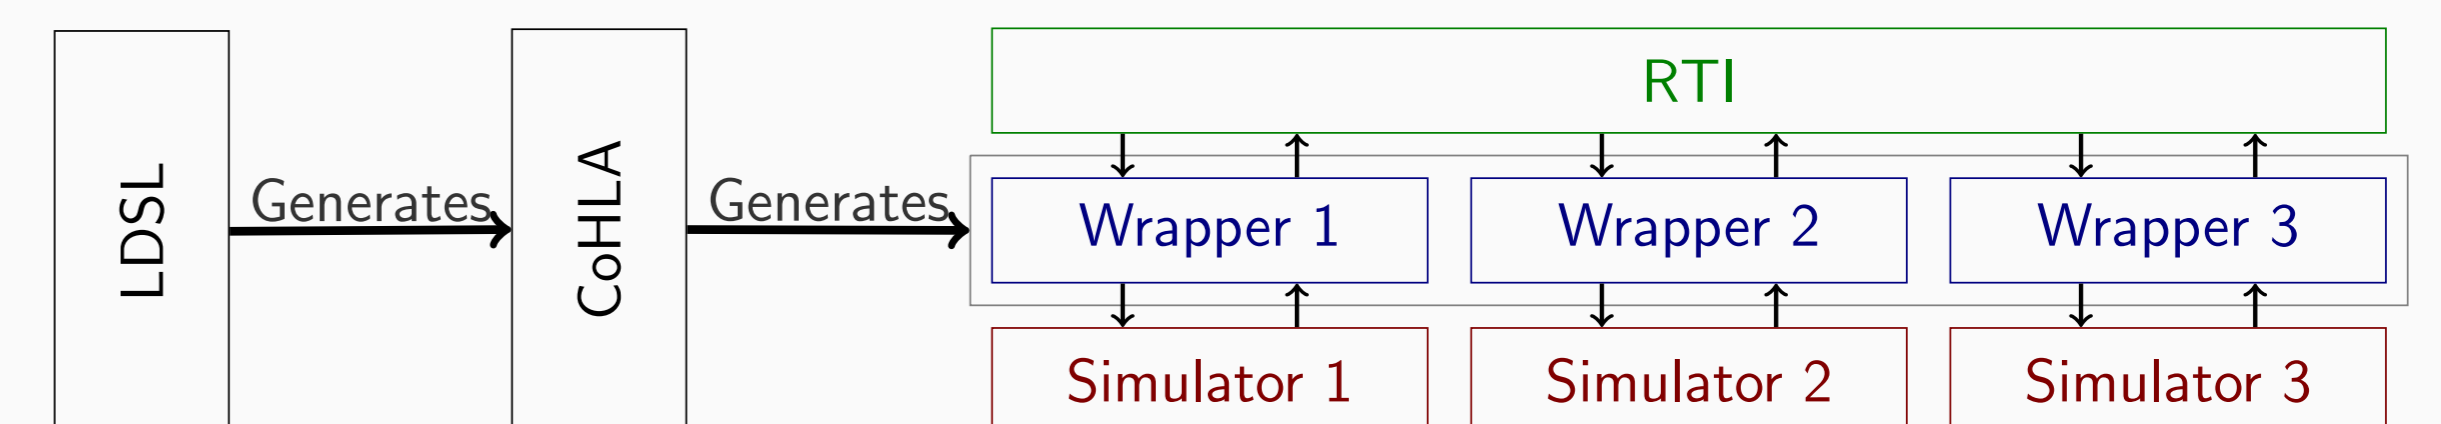 LDSL
Generates
CoHLA
Generates
RTI
Wrapper 1
Wrapper 2
Wrapper 3
Simulator 1
Simulator 2
Simulator 3